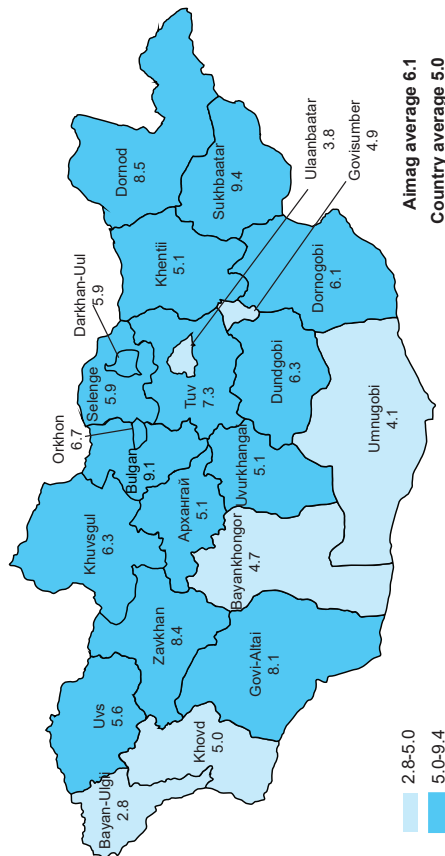 Bayan-Ulgii
2.8
Uvs
5.6
Khovd
5.0
Zavkhan
8.4
Govi-Altai
8.1
Khuvsgul
6.3
Архангай
5.1
Bayankhongor
4.7
Orkhon
6.7
Bulgan
9.1
Uvurkhangai
5.1
Selenge
5.9
Darkhan-Uul
5.9
Tuv
7.3
Dundgobi
6.3
Umnugobi
4.1
Khentii
5.1
Dornogobi
6.1
Dornod
8.5
Sukhbaatar
9.4
Ulaanbaatar
3.8
Govisumber
4.9
2.8-5.0
5.0-9.4
Aimag average 6.1
Country average 5.0